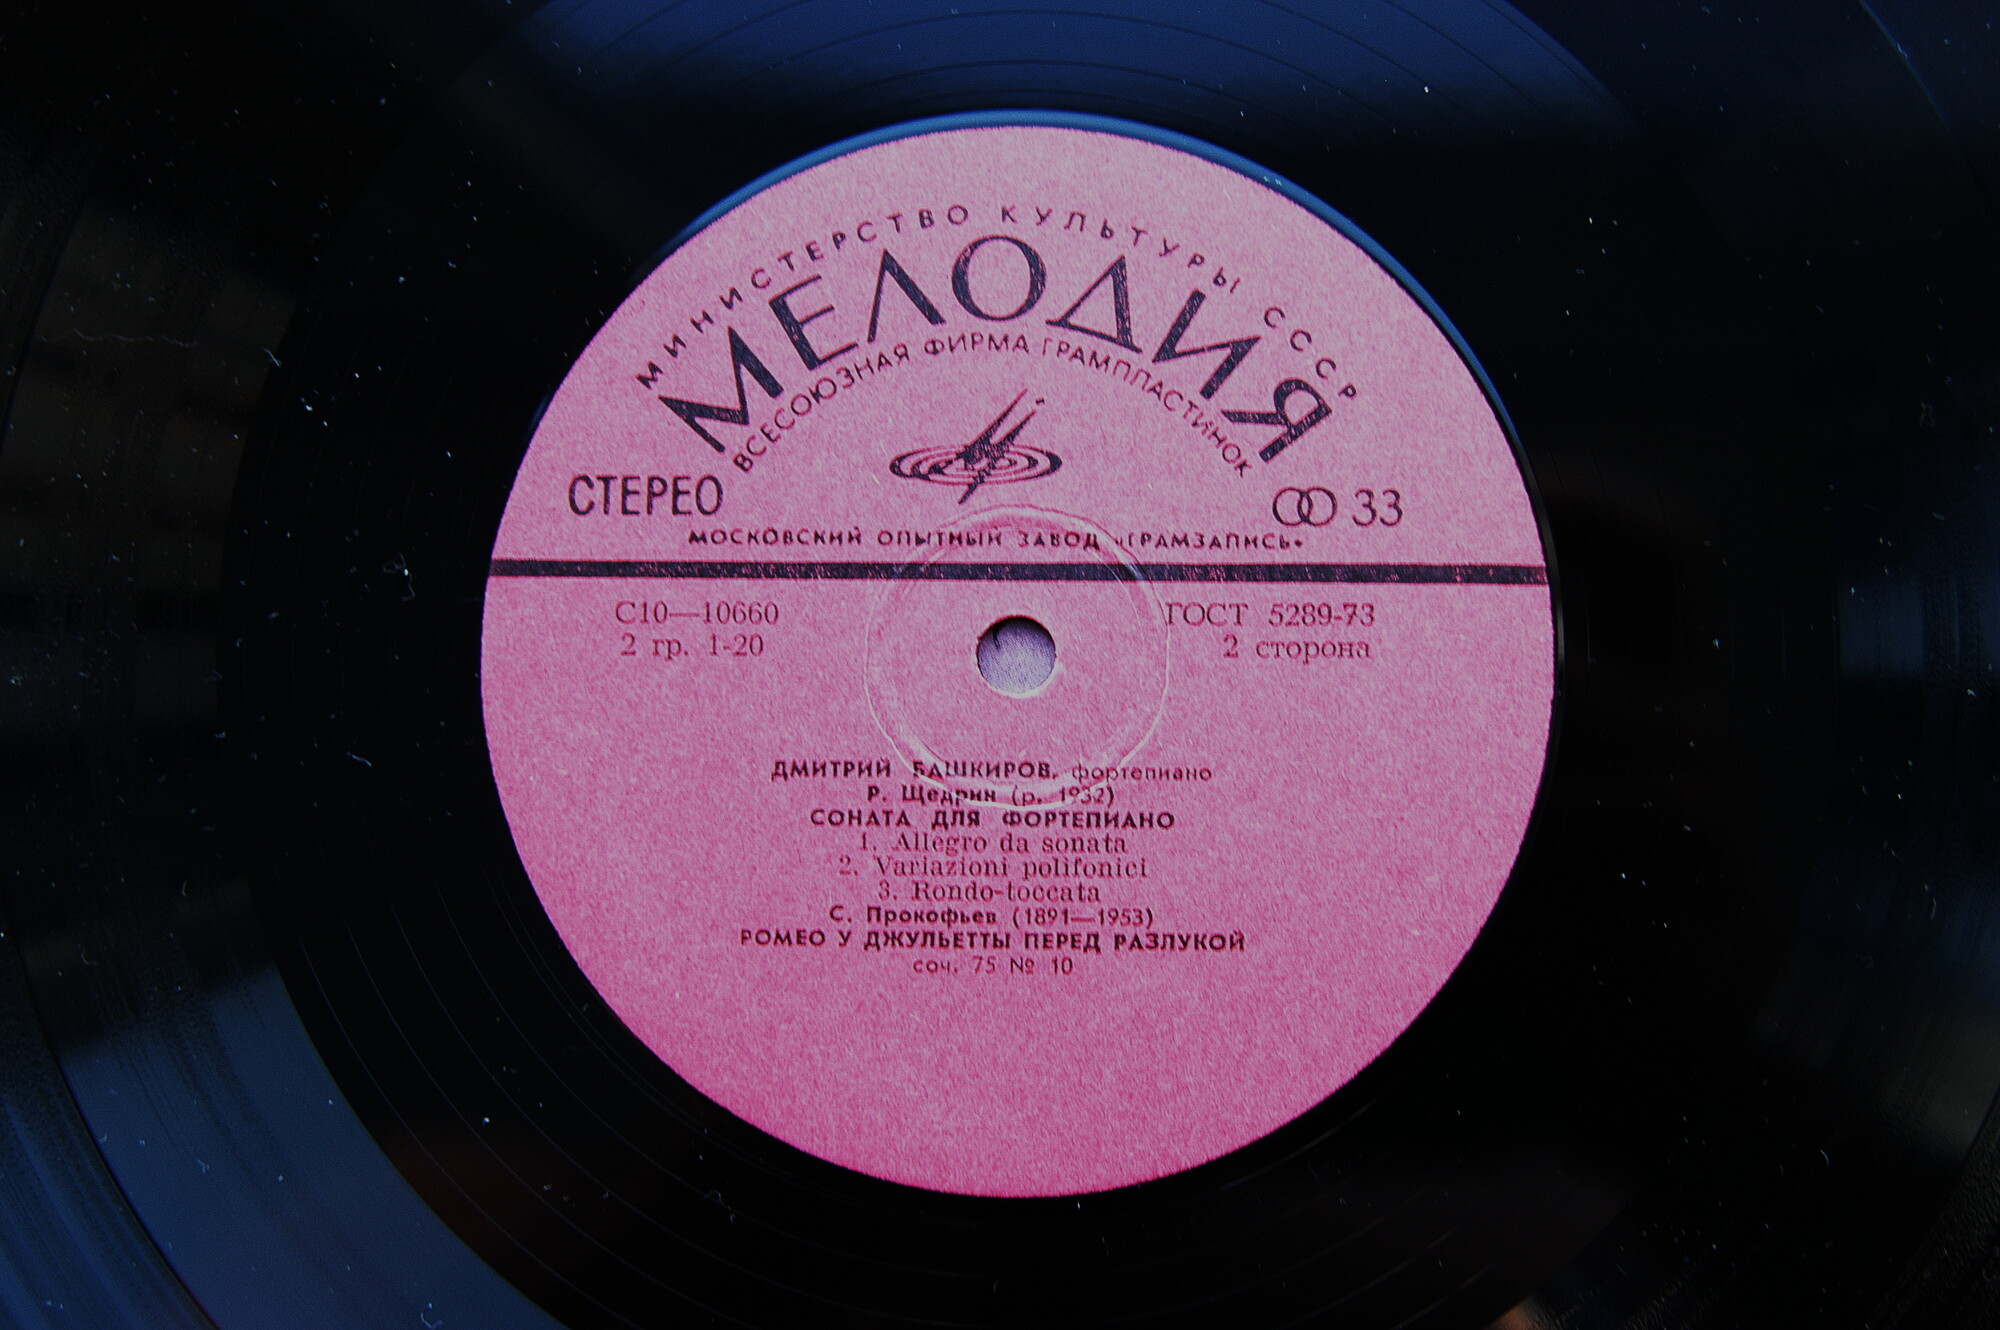 МИНИСТЕРСТВО КУЛЬТУРЫ СССР
МЕЛОДИЯ
ВСЕСОЮЗНАЯ ФИРМА ГРАМПЛАСТИНОК
СТЕРЕО
33
МОСКОВСКИЙ ОПЫТНЫЙ ЗАВОД «ГРАМЗАПИСЬ»
С10—10660
ГОСТ 5289-73
2 гр. 1-20
2 сторона
ДМИТРИЙ БАШКИРОВ, фортепиано
Р. Щедрин (р. 1932)
СОНАТА ДЛЯ ФОРТЕПИАНО
1. Allegro da sonata
2. Variazioni polifonici
3. Rondo-toccata
С. Прокофьев (1891—1953)
РОМЕО У ДЖУЛЬЕТТЫ ПЕРЕД РАЗЛУКОЙ
соч. 75 № 10